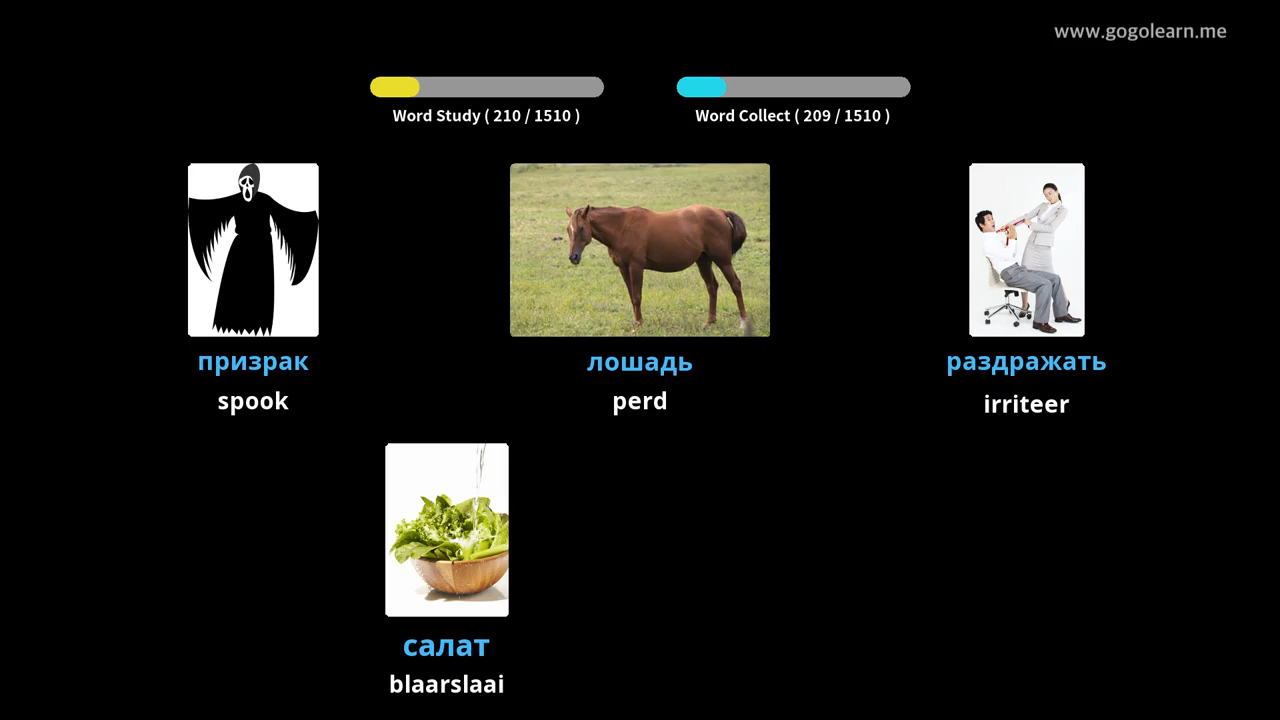 www.gogolearn.me
Word Study ( 210 / 1510 )
Word Collect ( 209 / 1510 )
призрак
spook
лошадь
perd
раздражать
irriteer
салат
blaarslaai